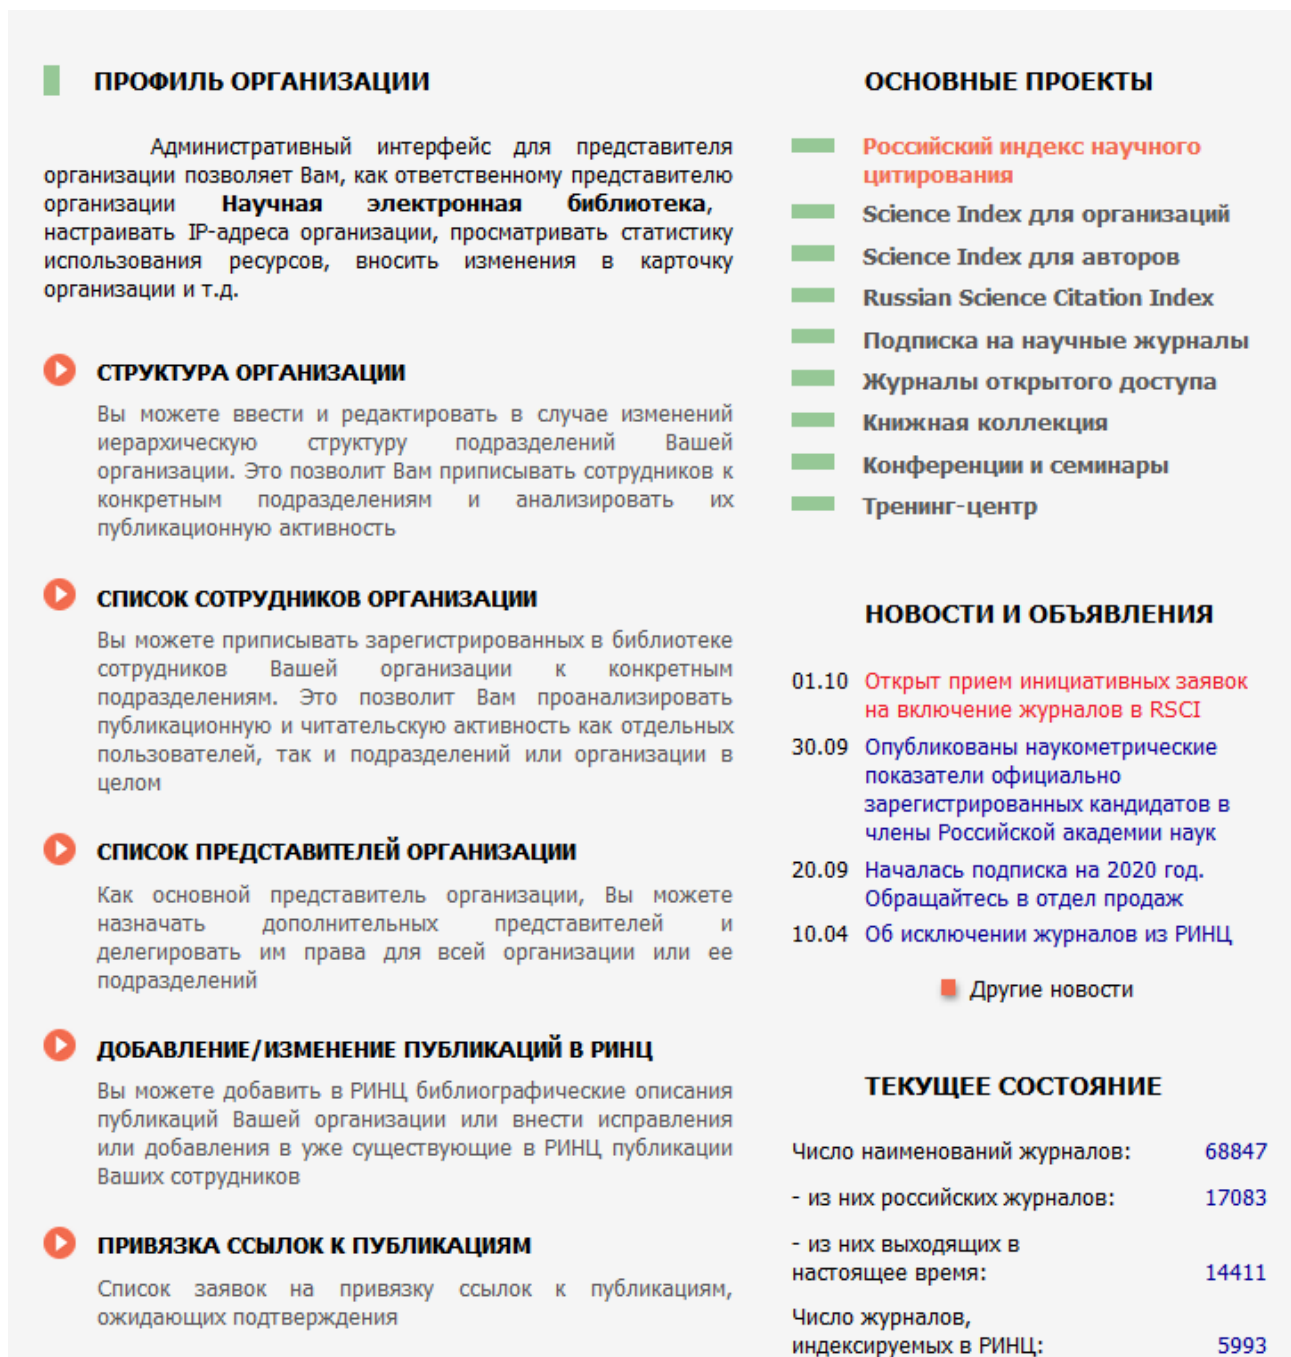 ПРОФИЛЬ ОРГАНИЗАЦИИ
Административный интерфейс для представителя
организации позволяет Вам, как ответственному представителю
организации Научная электронная библиотека,
настраивать IP-адреса организации, просматривать статистику
использования ресурсов, вносить изменения в карточку
организации и т.д.
СТРУКТУРА ОРГАНИЗАЦИИ
Вы можете ввести и редактировать в случае изменений
иерархическую структуру подразделений Вашей
организации. Это позволит Вам приписывать сотрудников к
конкретным подразделениям и анализировать их
публикационную активность
СПИСОК СОТРУДНИКОВ ОРГАНИЗАЦИИ
Вы можете приписывать зарегистрированных в библиотеке
сотрудников Вашей организации к конкретным
подразделениям. Это позволит Вам проанализировать
публикационную и читательскую активность как отдельных
пользователей, так и подразделений или организации в
целом
СПИСОК ПРЕДСТАВИТЕЛЕЙ ОРГАНИЗАЦИИ
Как основной представитель организации, Вы можете
назначать дополнительных представителей и
делегировать им права для всей организации или ее
подразделений
ДОБАВЛЕНИЕ/ИЗМЕНЕНИЕ ПУБЛИКАЦИЙ В РИНЦ
Вы можете добавить в РИНЦ библиографические описания
публикаций Вашей организации или внести исправления
или добавления в уже существующие в РИНЦ публикации
Ваших сотрудников
ПРИВЯЗКА ССЫЛОК К ПУБЛИКАЦИЯМ
Список заявок на привязку ссылок к публикациям,
ожидающих подтверждения
ОСНОВНЫЕ ПРОЕКТЫ
Российский индекс научного
цитирования
Science Index для организаций
Science Index для авторов
Russian Science Citation Index
Подписка на научные журналы
Журналы открытого доступа
Книжная коллекция
Конференции и семинары
Тренинг-центр
НОВОСТИ И ОБЪЯВЛЕНИЯ
01.10 Открыт прием инициативных заявок
на включение журналов в RSCI
30.09 Опубликованы наукометрические
показатели официально
зарегистрированных кандидатов в
члены Российской академии наук
20.09 Началась подписка на 2020 год.
Обращайтесь в отдел продаж
10.04 Об исключении журналов из РИНЦ
Другие новости
ТЕКУЩЕЕ СОСТОЯНИЕ
Число наименований журналов: 68847
- из них российских журналов: 17083
- из них выходящих в
настоящее время: 14411
Число журналов,
индексируемых в РИНЦ: 5993